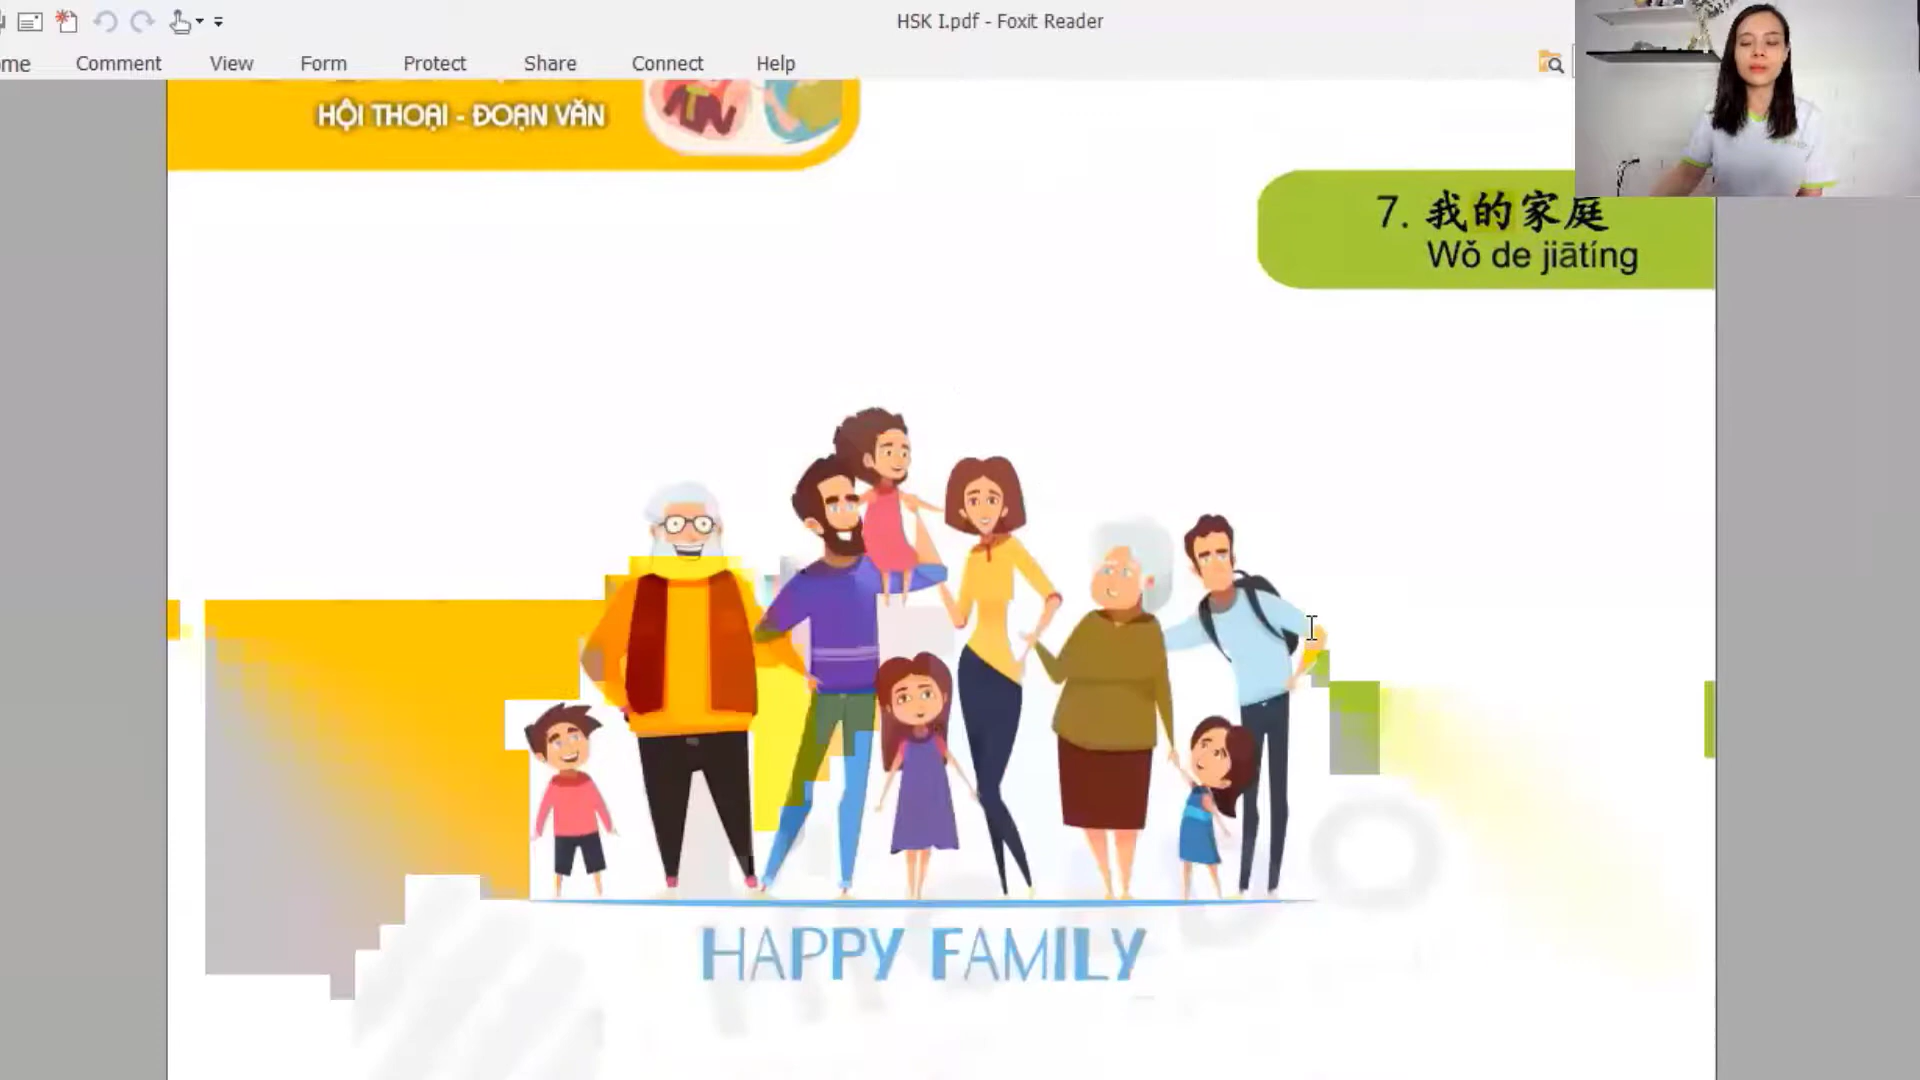 HSK I.pdf - Foxit Reader
ome Comment View Form Protect Share Connect Help
HỘI THOẠI - ĐOẠN VĂN
7. 我的家庭
Wǒ de jiātíng
HAPPY FAMILY